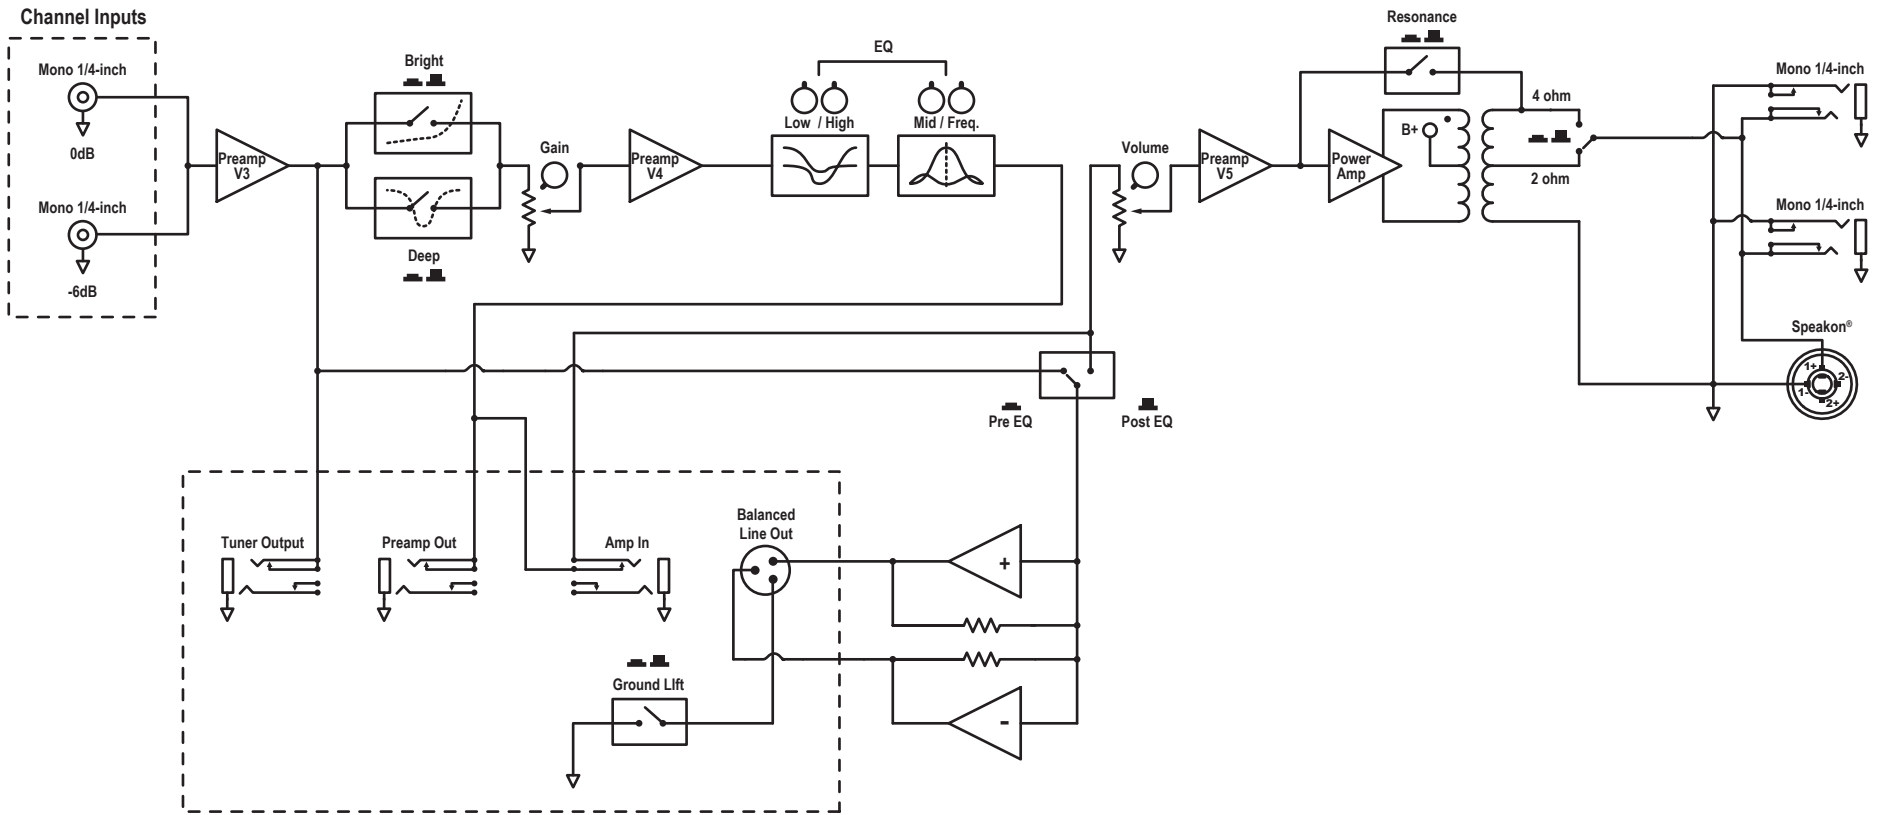 Channel Inputs
Mono 1/4-inch
0dB
Mono 1/4-inch
-6dB
Preamp
V3
Bright
Deep
Gain
Preamp
V4
EQ
Low / High
Mid / Freq.
Volume
Preamp
V5
Resonance
Power
Amp
B+
4 ohm
2 ohm
Mono 1/4-inch
Mono 1/4-inch
Speakon®
1+
2-
1-
2+
Pre EQ
Post EQ
Tuner Output
Preamp Out
Amp In
Balanced
Line Out
+
-
Ground LIft